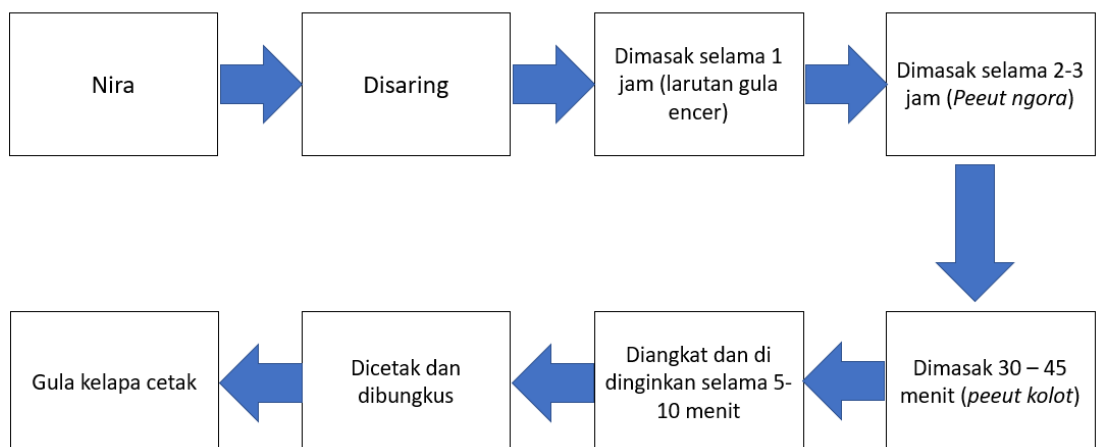 Nira
Disaring
Dimasak selama 1
jam (larutan gula
encer)
Dimasak selama 2-3
jam (Peeut ngora)
Dimasak 30 – 45
menit (peeut kolot)
Diangkat dan di
dinginkan selama 5-
10 menit
Dicetak dan
dibungkus
Gula kelapa cetak